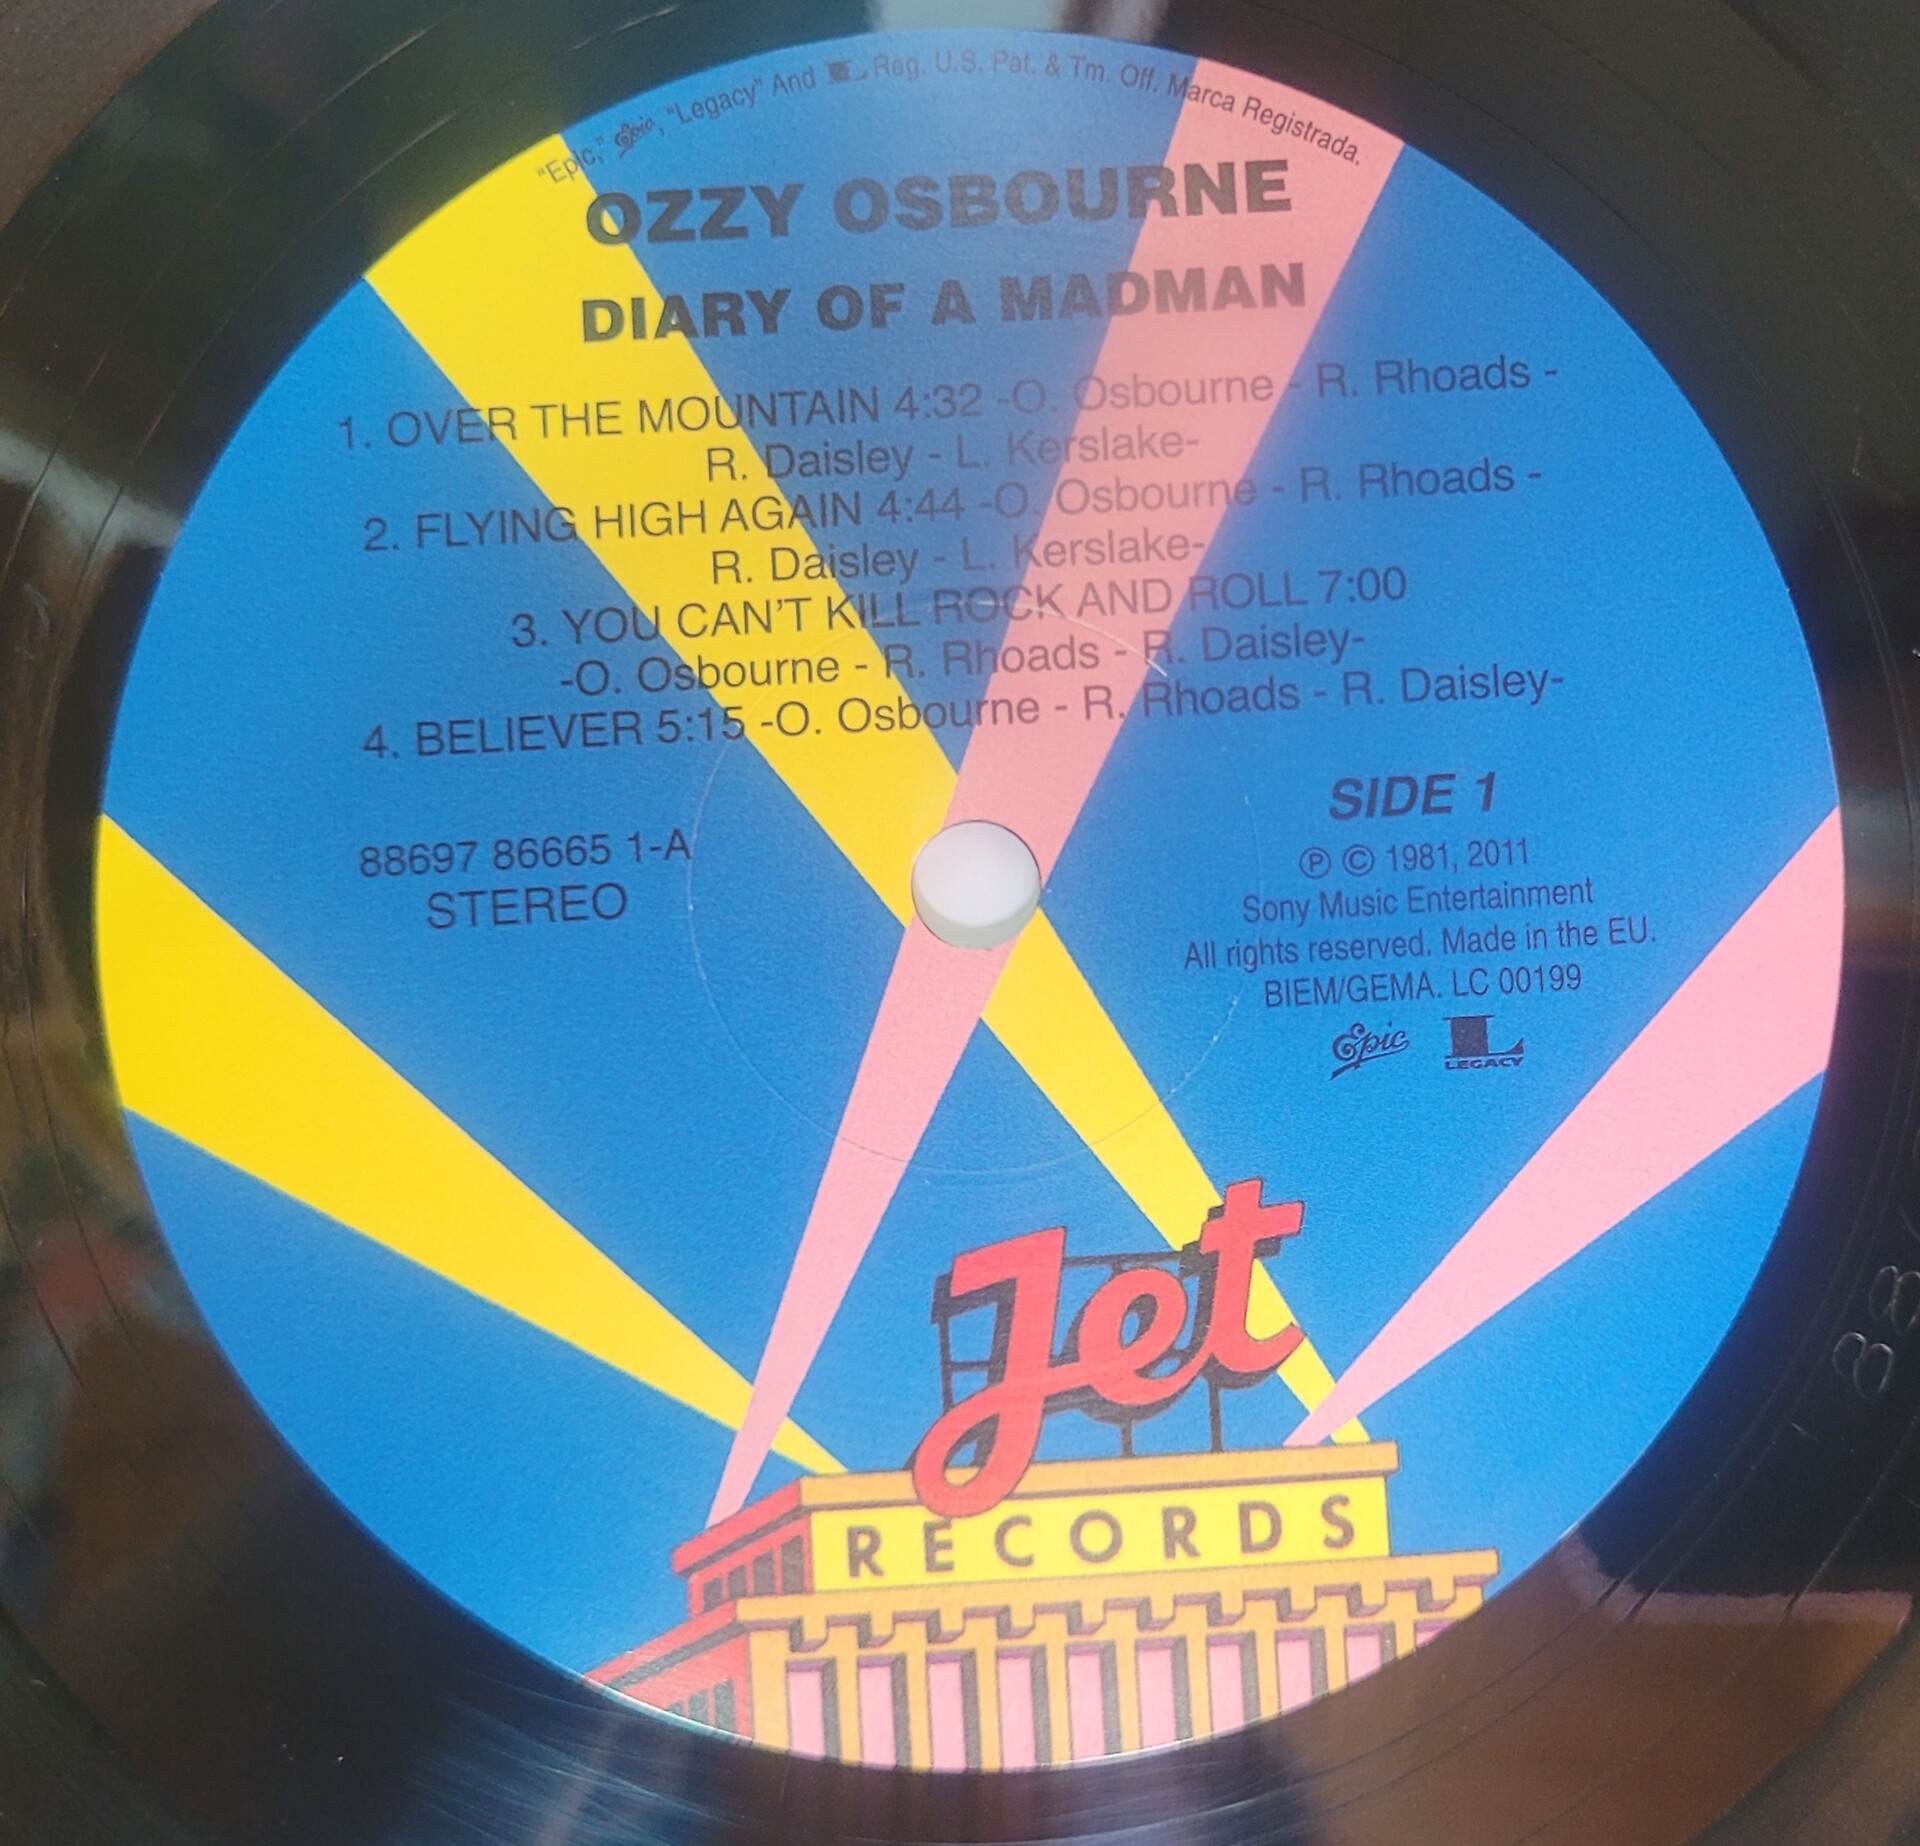 "Epic," Epic, "Legacy" And L Reg. U.S. Pat. & Tm. Off. Marca Registrada.
OZZY OSBOURNE
DIARY OF A MADMAN
1. OVER THE MOUNTAIN 4:32 -O. Osbourne - R. Rhoads -
R. Daisley - L. Kerslake-
2. FLYING HIGH AGAIN 4:44 -O. Osbourne - R. Rhoads -
R. Daisley - L. Kerslake-
3. YOU CAN'T KILL ROCK AND ROLL 7:00
-O. Osbourne - R. Rhoads - R. Daisley-
4. BELIEVER 5:15 -O. Osbourne - R. Rhoads - R. Daisley-
88697 86665 1-A
STEREO
SIDE 1
Ⓟ © 1981, 2011
Sony Music Entertainment
All rights reserved. Made in the EU.
BIEM/GEMA. LC 00199
Epic L LEGACY
Jet
RECORDS